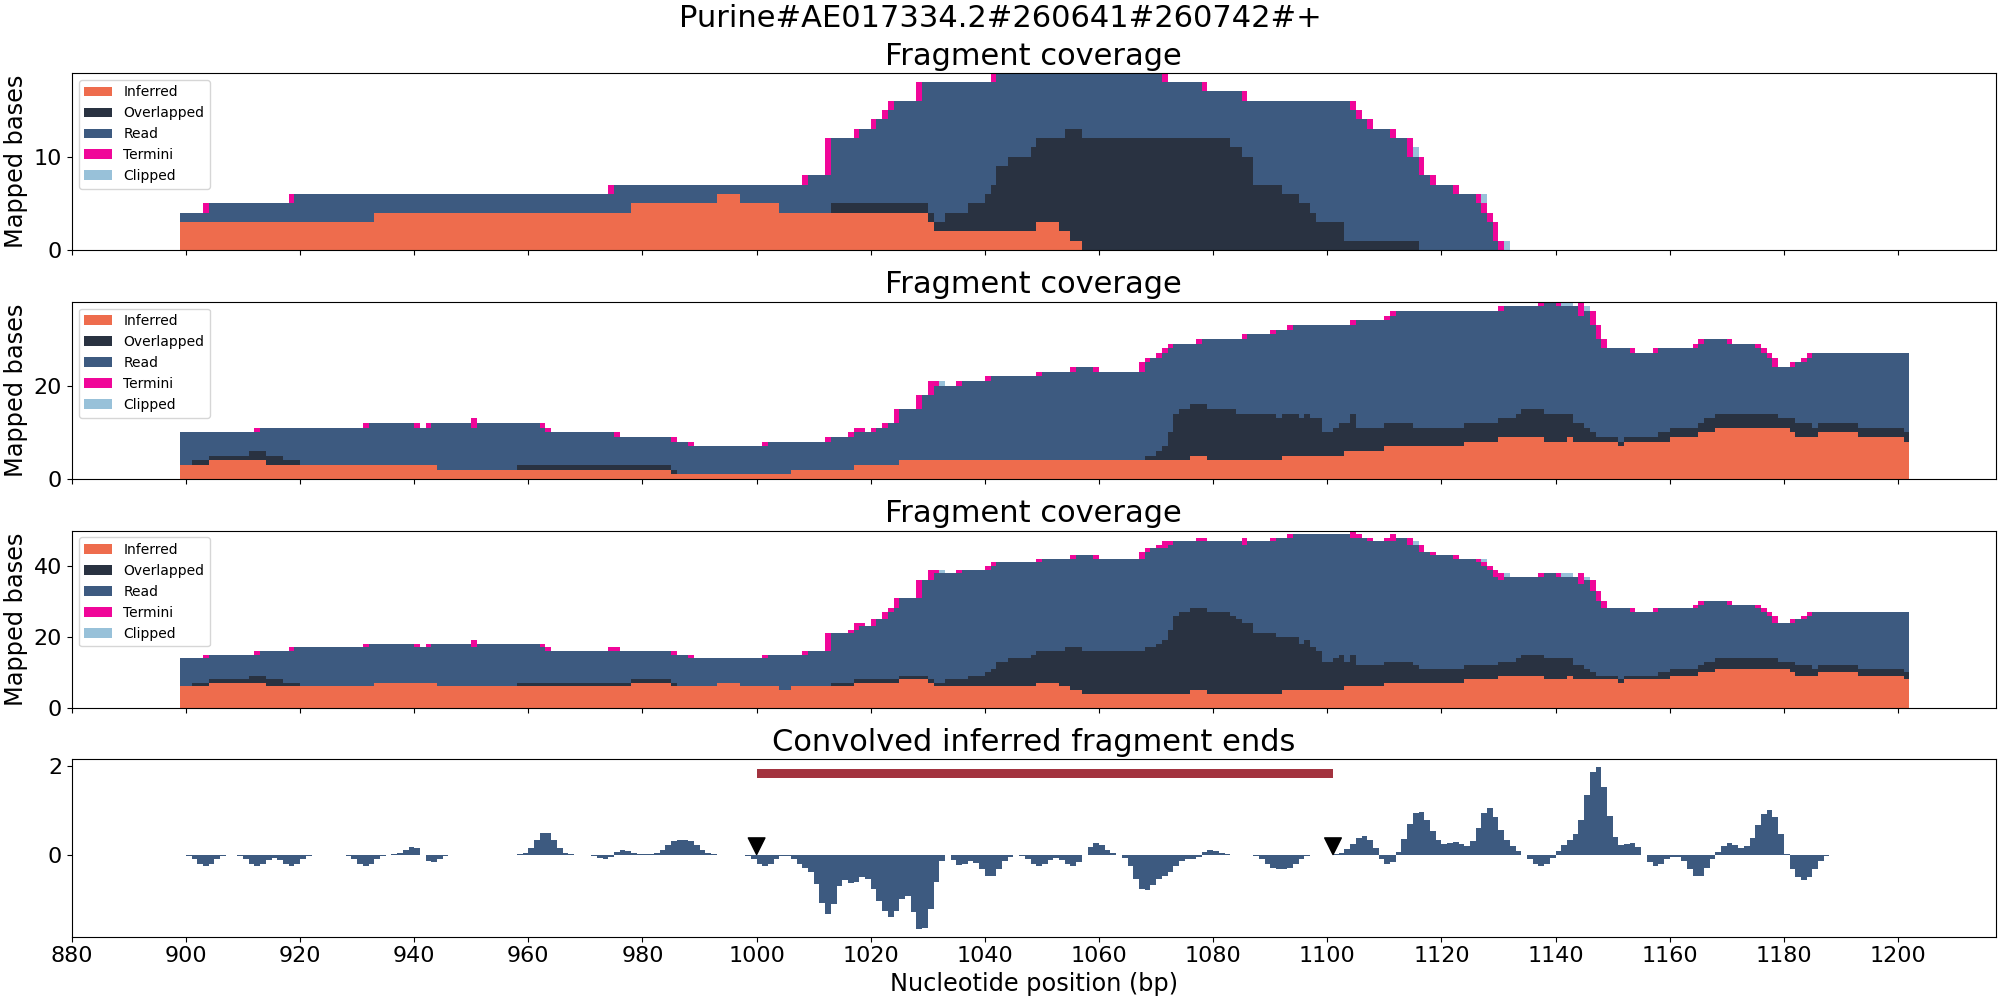 Purine#AE017334.2#260641#260742#+
Fragment coverage
Mapped bases
10
0
Inferred
Overlapped
Read
Termini
Clipped
Fragment coverage
Mapped bases
20
0
Inferred
Overlapped
Read
Termini
Clipped
Fragment coverage
Mapped bases
40
20
0
Inferred
Overlapped
Read
Termini
Clipped
Convolved inferred fragment ends
2
0
880 900 920 940 960 980 1000 1020 1040 1060 1080 1100 1120 1140 1160 1180 1200
Nucleotide position (bp)